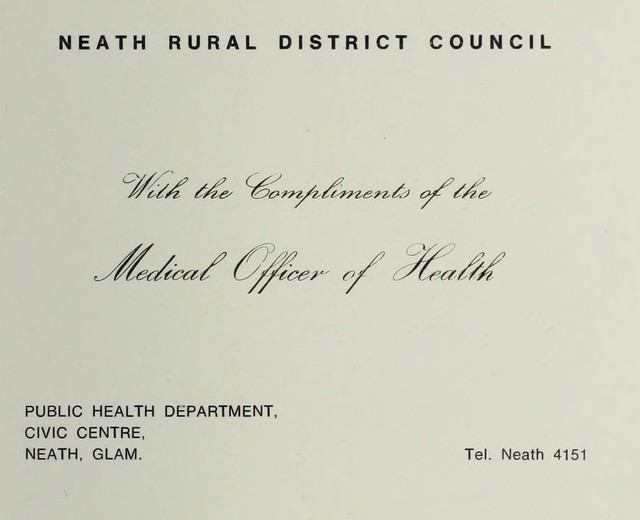 NEATH RURAL DISTRICT COUNCIL
With the Compliments of the
Medical Officer of Health
PUBLIC HEALTH DEPARTMENT,
CIVIC CENTRE,
NEATH, GLAM.
Tel. Neath 4151